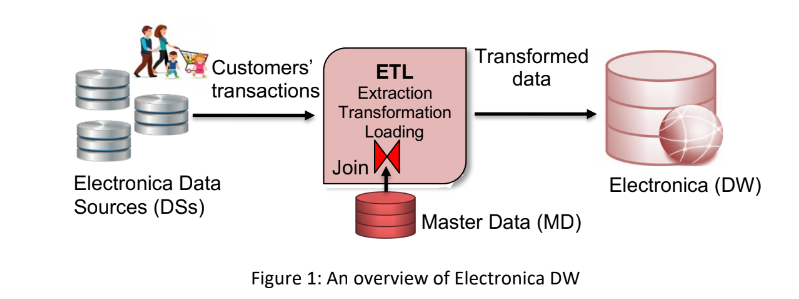 Customers'
transactions
ETL
Extraction
Transformation
Loading
Join
Transformed
data
Electronica Data
Sources (DSs)
Master Data (MD)
Electronica (DW)
Figure 1: An overview of Electronica DW